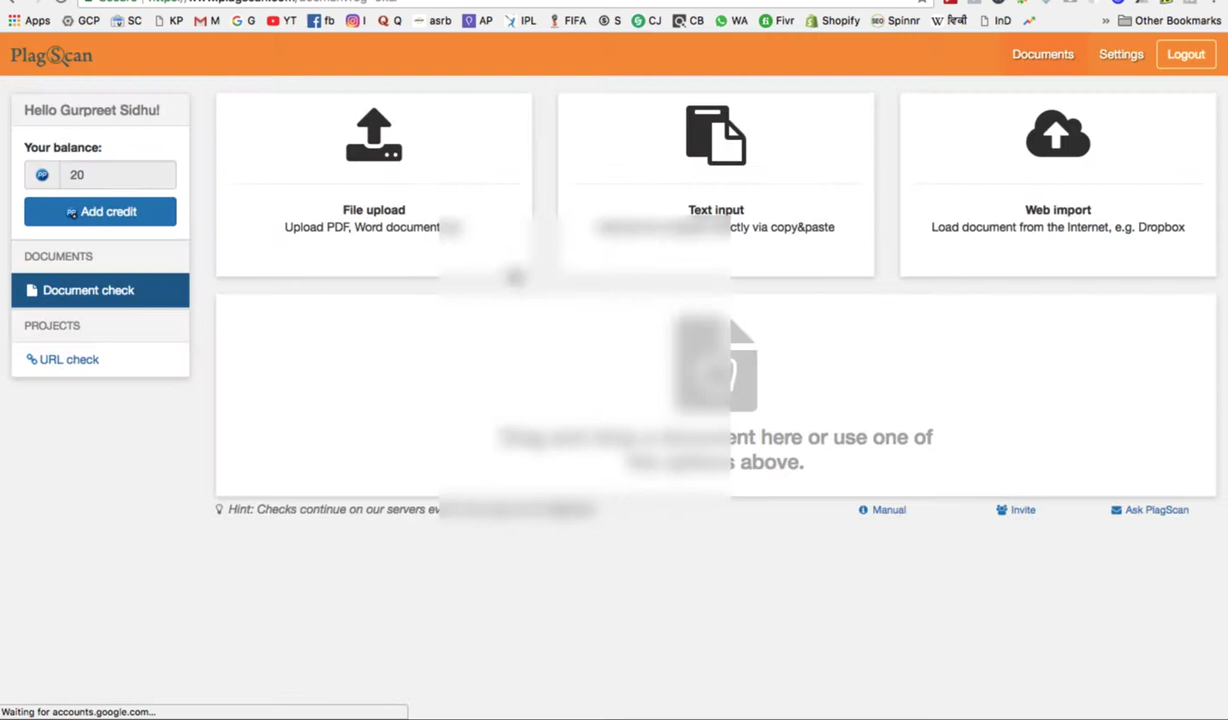 Apps GCP SC KP M G YT fb I Q asrb AP IPL FIFA S CJ CB WA Fivr Shopify Spinnr विची InD » Other Bookmarks
PlagScan Documents Settings Logout
Hello Gurpreet Sidhu!
Your balance:
20
Add credit
DOCUMENTS
Document check
PROJECTS
URL check
File upload
Upload PDF, Word document
Text input
ctly via copy&paste
Web import
Load document from the Internet, e.g. Dropbox
ent here or use one of
s above.
Hint: Checks continue on our servers ev
Manual Invite Ask PlagScan
Waiting for accounts.google.com...